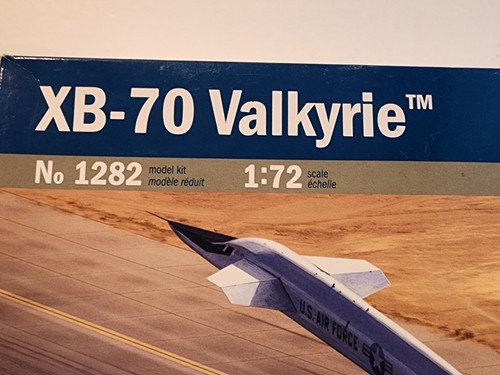 XB-70 Valkyrie™
No 1282 model kit modèle réduit 1:72 scale échelle
U.S. AIR FORCE